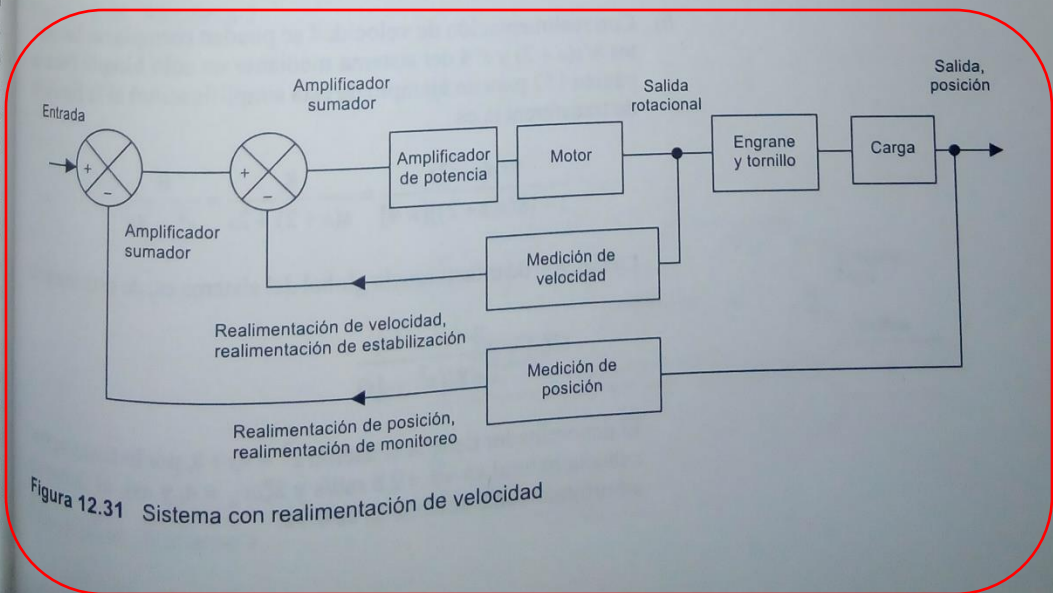 Entrada
+
−
Amplificador
sumador
Amplificador
sumador
+
−
Amplificador
de potencia
Motor
Salida
rotacional
Engrane
y tornillo
Carga
Salida,
posición
Medición de
velocidad
Realimentación de velocidad,
realimentación de estabilización
Medición de
posición
Realimentación de posición,
realimentación de monitoreo
Figura 12.31 Sistema con realimentación de velocidad